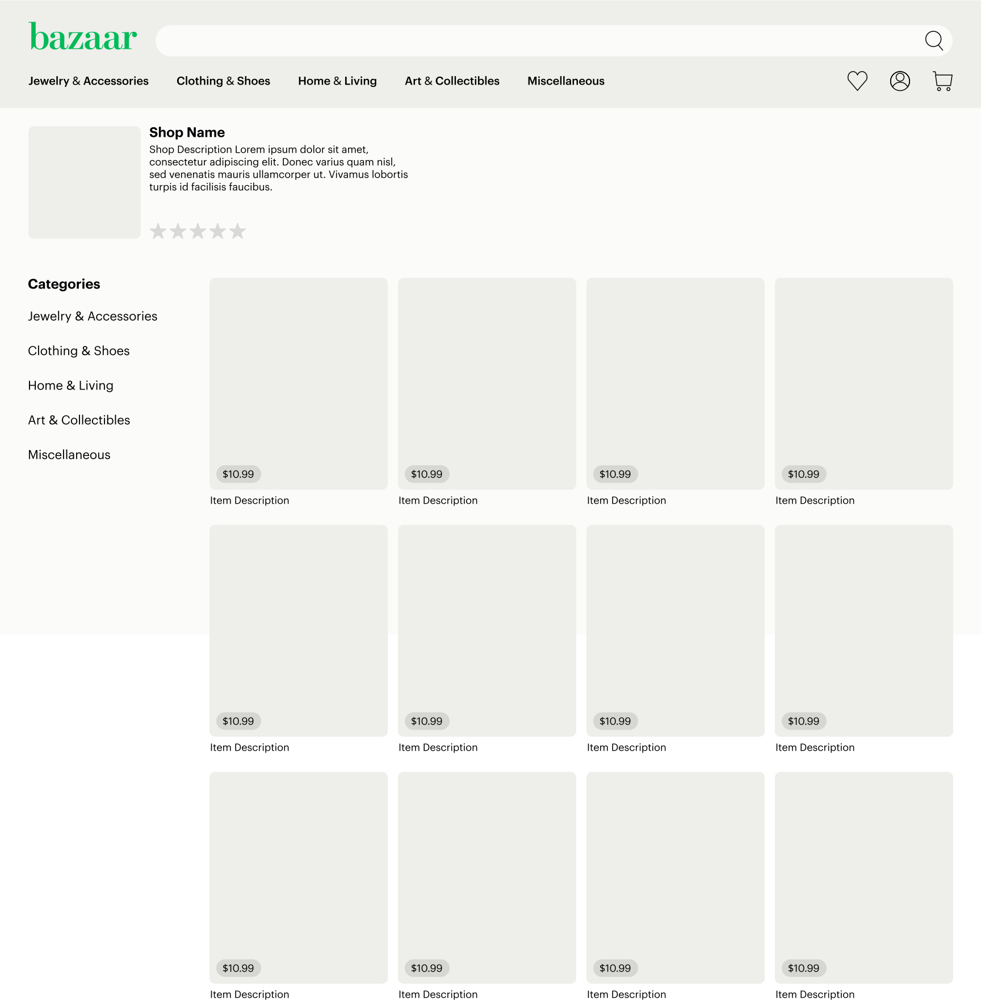 bazaar
Jewelry & Accessories
Clothing & Shoes
Home & Living
Art & Collectibles
Miscellaneous
Shop Name
Shop Description Lorem ipsum dolor sit amet,
consectetur adipiscing elit. Donec varius quam nisl,
sed venenatis mauris ullamcorper ut. Vivamus lobortis
turpis id facilisis faucibus.
Categories
Jewelry & Accessories
Clothing & Shoes
Home & Living
Art & Collectibles
Miscellaneous
$10.99
$10.99
$10.99
$10.99
Item Description
Item Description
Item Description
Item Description
$10.99
$10.99
$10.99
$10.99
Item Description
Item Description
Item Description
Item Description
$10.99
$10.99
$10.99
$10.99
Item Description
Item Description
Item Description
Item Description